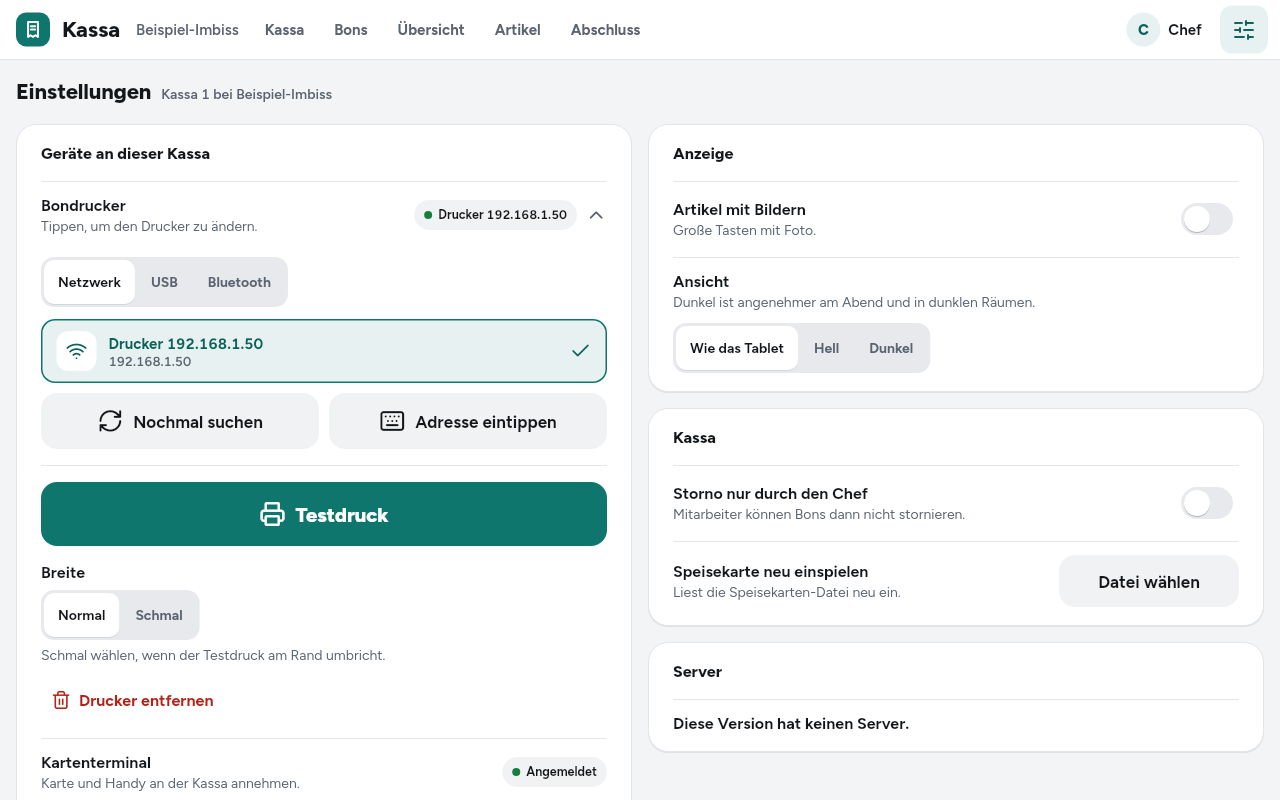 Kassa Beispiel-Imbiss Kassa Bons Übersicht Artikel Abschluss C Chef
Einstellungen Kassa 1 bei Beispiel-Imbiss
Geräte an dieser Kassa
Bondrucker
Tippen, um den Drucker zu ändern.
Drucker 192.168.1.50
Netzwerk USB Bluetooth
Drucker 192.168.1.50
192.168.1.50
Nochmal suchen Adresse eintippen
Testdruck
Breite
Normal Schmal
Schmal wählen, wenn der Testdruck am Rand umbricht.
Drucker entfernen
Kartenterminal
Karte und Handy an der Kassa annehmen.
Angemeldet
Anzeige
Artikel mit Bildern
Große Tasten mit Foto.
Ansicht
Dunkel ist angenehmer am Abend und in dunklen Räumen.
Wie das Tablet Hell Dunkel
Kassa
Storno nur durch den Chef
Mitarbeiter können Bons dann nicht stornieren.
Speisekarte neu einspielen
Liest die Speisekarten-Datei neu ein.
Datei wählen
Server
Diese Version hat keinen Server.